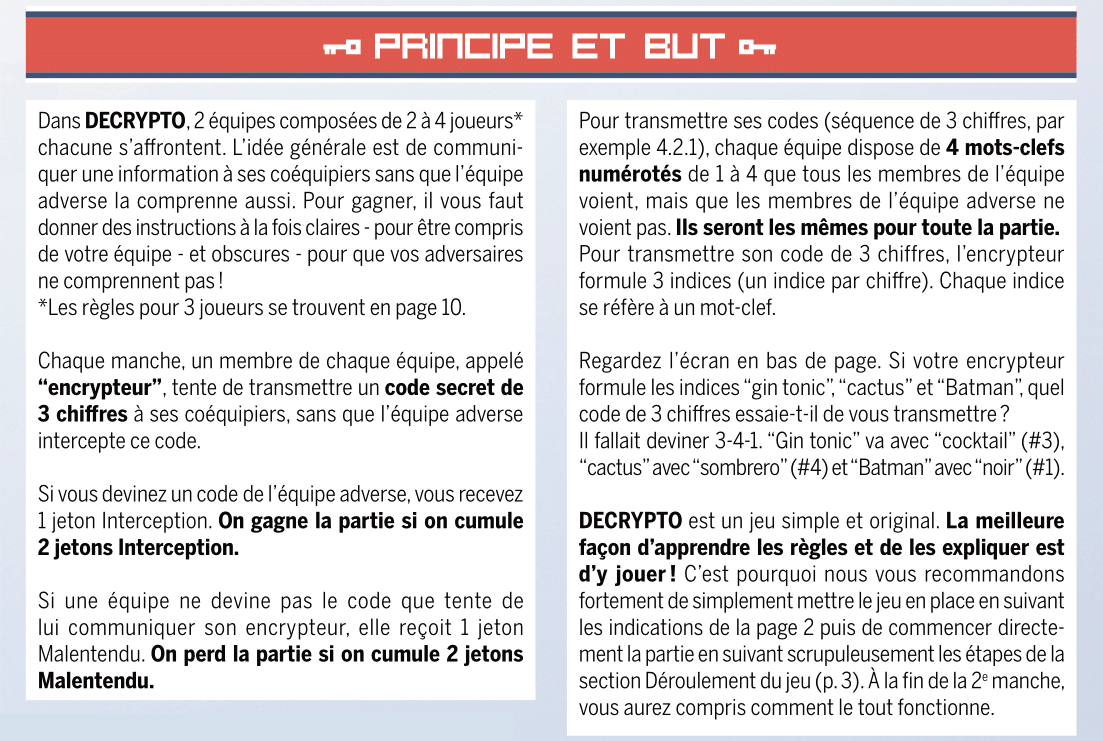 PRINCIPE ET BUT
Dans DECRYPTO, 2 équipes composées de 2 à 4 joueurs*
chacune s’affrontent. L’idée générale est de communi-
quer une information à ses coéquipiers sans que l’équipe
adverse la comprenne aussi. Pour gagner, il vous faut
donner des instructions à la fois claires - pour être compris
de votre équipe - et obscures - pour que vos adversaires
ne comprennent pas !
*Les règles pour 3 joueurs se trouvent en page 10.
Chaque manche, un membre de chaque équipe, appelé
“encrypteur”, tente de transmettre un code secret de
3 chiffres à ses coéquipiers, sans que l’équipe adverse
intercepte ce code.
Si vous devinez un code de l’équipe adverse, vous recevez
1 jeton Interception. On gagne la partie si on cumule
2 jetons Interception.
Si une équipe ne devine pas le code que tente de
lui communiquer son encrypteur, elle reçoit 1 jeton
Malentendu. On perd la partie si on cumule 2 jetons
Malentendu.
Pour transmettre ses codes (séquence de 3 chiffres, par
exemple 4.2.1), chaque équipe dispose de 4 mots-clefs
numérotés de 1 à 4 que tous les membres de l’équipe
voient, mais que les membres de l’équipe adverse ne
voient pas. Ils seront les mêmes pour toute la partie.
Pour transmettre son code de 3 chiffres, l’encrypteur
formule 3 indices (un indice par chiffre). Chaque indice
se réfère à un mot-clef.
Regardez l’écran en bas de page. Si votre encrypteur
formule les indices “gin tonic”, “cactus” et “Batman”, quel
code de 3 chiffres essaie-t-il de vous transmettre ?
Il fallait deviner 3-4-1. “Gin tonic” va avec “cocktail” (#3),
“cactus” avec “sombrero” (#4) et “Batman” avec “noir” (#1).
DECRYPTO est un jeu simple et original. La meilleure
façon d’apprendre les règles et de les expliquer est
d’y jouer ! C’est pourquoi nous vous recommandons
fortement de simplement mettre le jeu en place en suivant
les indications de la page 2 puis de commencer directe-
ment la partie en suivant scrupuleusement les étapes de la
section Déroulement du jeu (p. 3). À la fin de la 2e manche,
vous aurez compris comment le tout fonctionne.